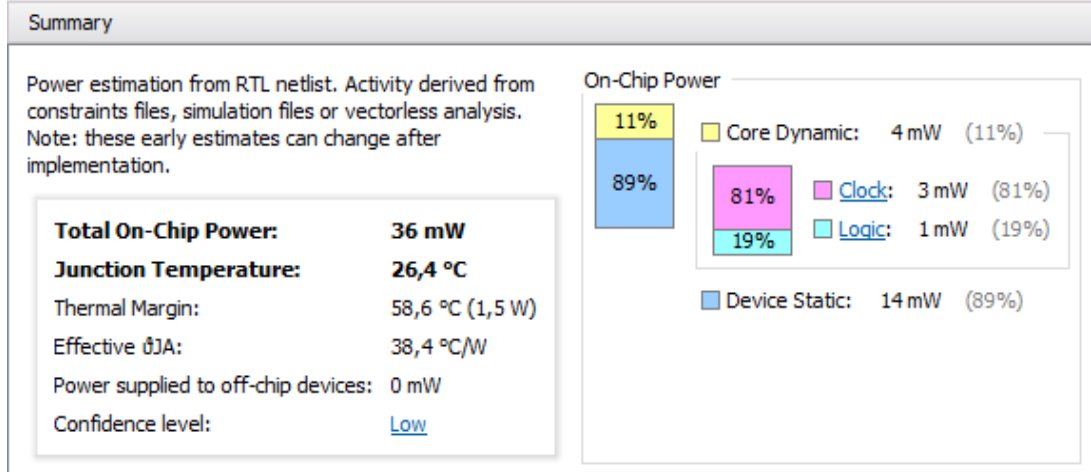 Summary
Power estimation from RTL netlist. Activity derived from
constraints files, simulation files or vectorless analysis.
Note: these early estimates can change after
implementation.
Total On-Chip Power: 36 mW
Junction Temperature: 26,4 °C
Thermal Margin: 58,6 °C (1,5 W)
Effective ϑJA: 38,4 °C/W
Power supplied to off-chip devices: 0 mW
Confidence level: Low
On-Chip Power
11%
89%
Core Dynamic: 4 mW (11%)
81%
19%
Clock: 3 mW (81%)
Logic: 1 mW (19%)
Device Static: 14 mW (89%)